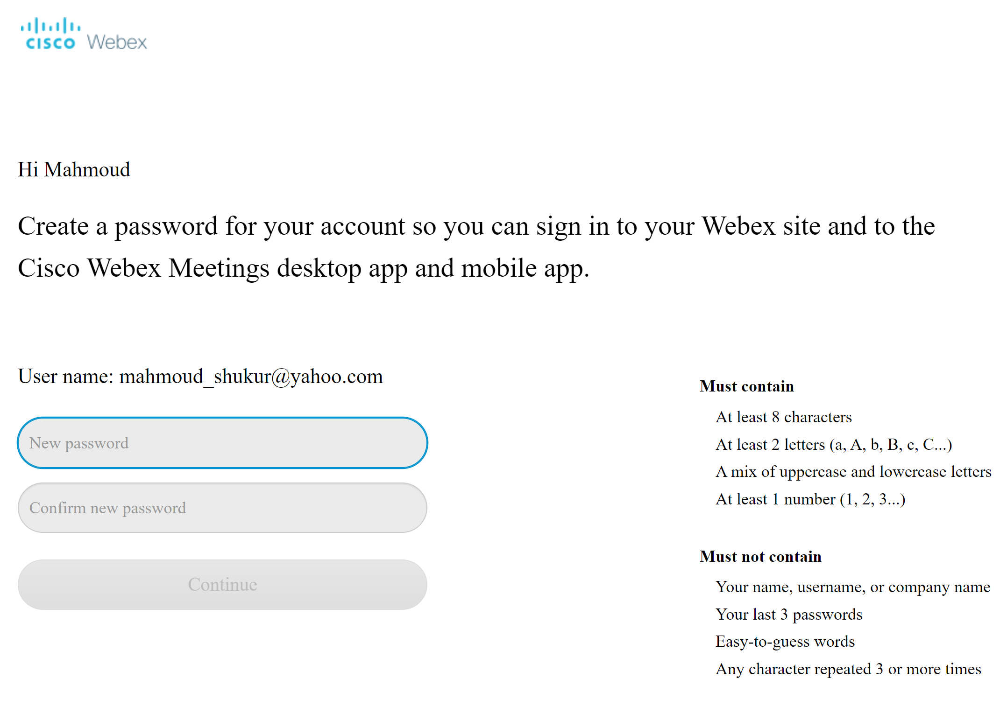 cisco Webex
Hi Mahmoud
Create a password for your account so you can sign in to your Webex site and to the
Cisco Webex Meetings desktop app and mobile app.
User name: mahmoud_shukur@yahoo.com
New password
Confirm new password
Continue
Must contain
At least 8 characters
At least 2 letters (a, A, b, B, c, C...)
A mix of uppercase and lowercase letters
At least 1 number (1, 2, 3...)
Must not contain
Your name, username, or company name
Your last 3 passwords
Easy-to-guess words
Any character repeated 3 or more times